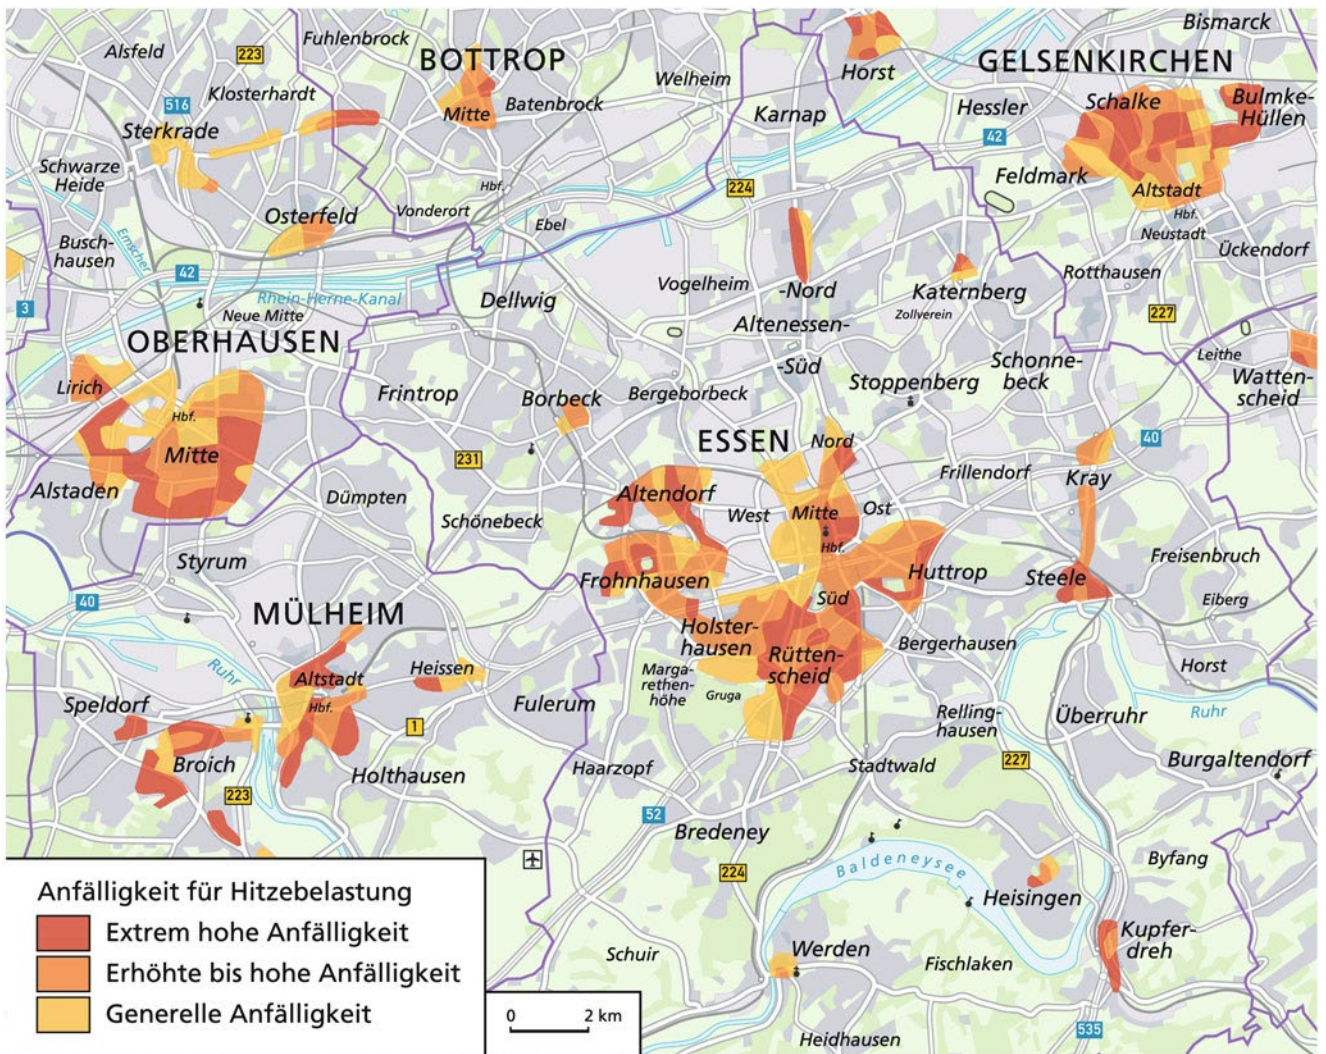 Bismarck
Alsfeld
223
Fuhlenbrock
BOTTROP
GELSENKIRCHEN
Horst
Welheim
Klosterhardt
516
Mitte
Batenbrock
Karnap
Hessler
Schalke
Bulmke-
Hüllen
Sterkrade
42
Schwarze
Heide
Feldmark
Altstadt
Hbf.
224
Hbf.
Neustadt
Osterfeld
Vonderort
Ebel
Ückendorf
Busch-
hausen
Emscher
42
Rhein-Herne-Kanal
Dellwig
Vogelheim
-Nord
Katernberg
Zollverein
Rotthausen
3
Neue Mitte
Altenessen-
227
OBERHAUSEN
-Süd
Schonne-
beck
Leithe
Lirich
Frintrop
Borbeck
Bergeborbeck
Stoppenberg
Watten-
scheid
Hbf.
Mitte
231
ESSEN
Nord
40
Frillendorf
Kray
Alstaden
Dümpten
Altendorf
Schönebeck
West
Mitte
Ost
Hbf.
Styrum
Frohnhausen
Huttrop
Steele
Freisenbruch
40
MÜLHEIM
Süd
Eiberg
Holster-
hausen
Bergerhausen
Ruhr
Altstadt
Heissen
Rütten-
scheid
Horst
Marga-
rethen-
höhe
Gruga
Speldorf
Hbf.
Fulerum
Relling-
hausen
Überruhr
Ruhr
1
Broich
Holthausen
Haarzopf
Stadtwald
227
Burgaltendorf
223
52
Bredeney
224
Baldeneysee
Byfang
Heisingen
Kupfer-
dreh
Schuir
Werden
Fischlaken
535
Heidhausen
Anfälligkeit für Hitzebelastung
Extrem hohe Anfälligkeit
Erhöhte bis hohe Anfälligkeit
Generelle Anfälligkeit
0 2 km